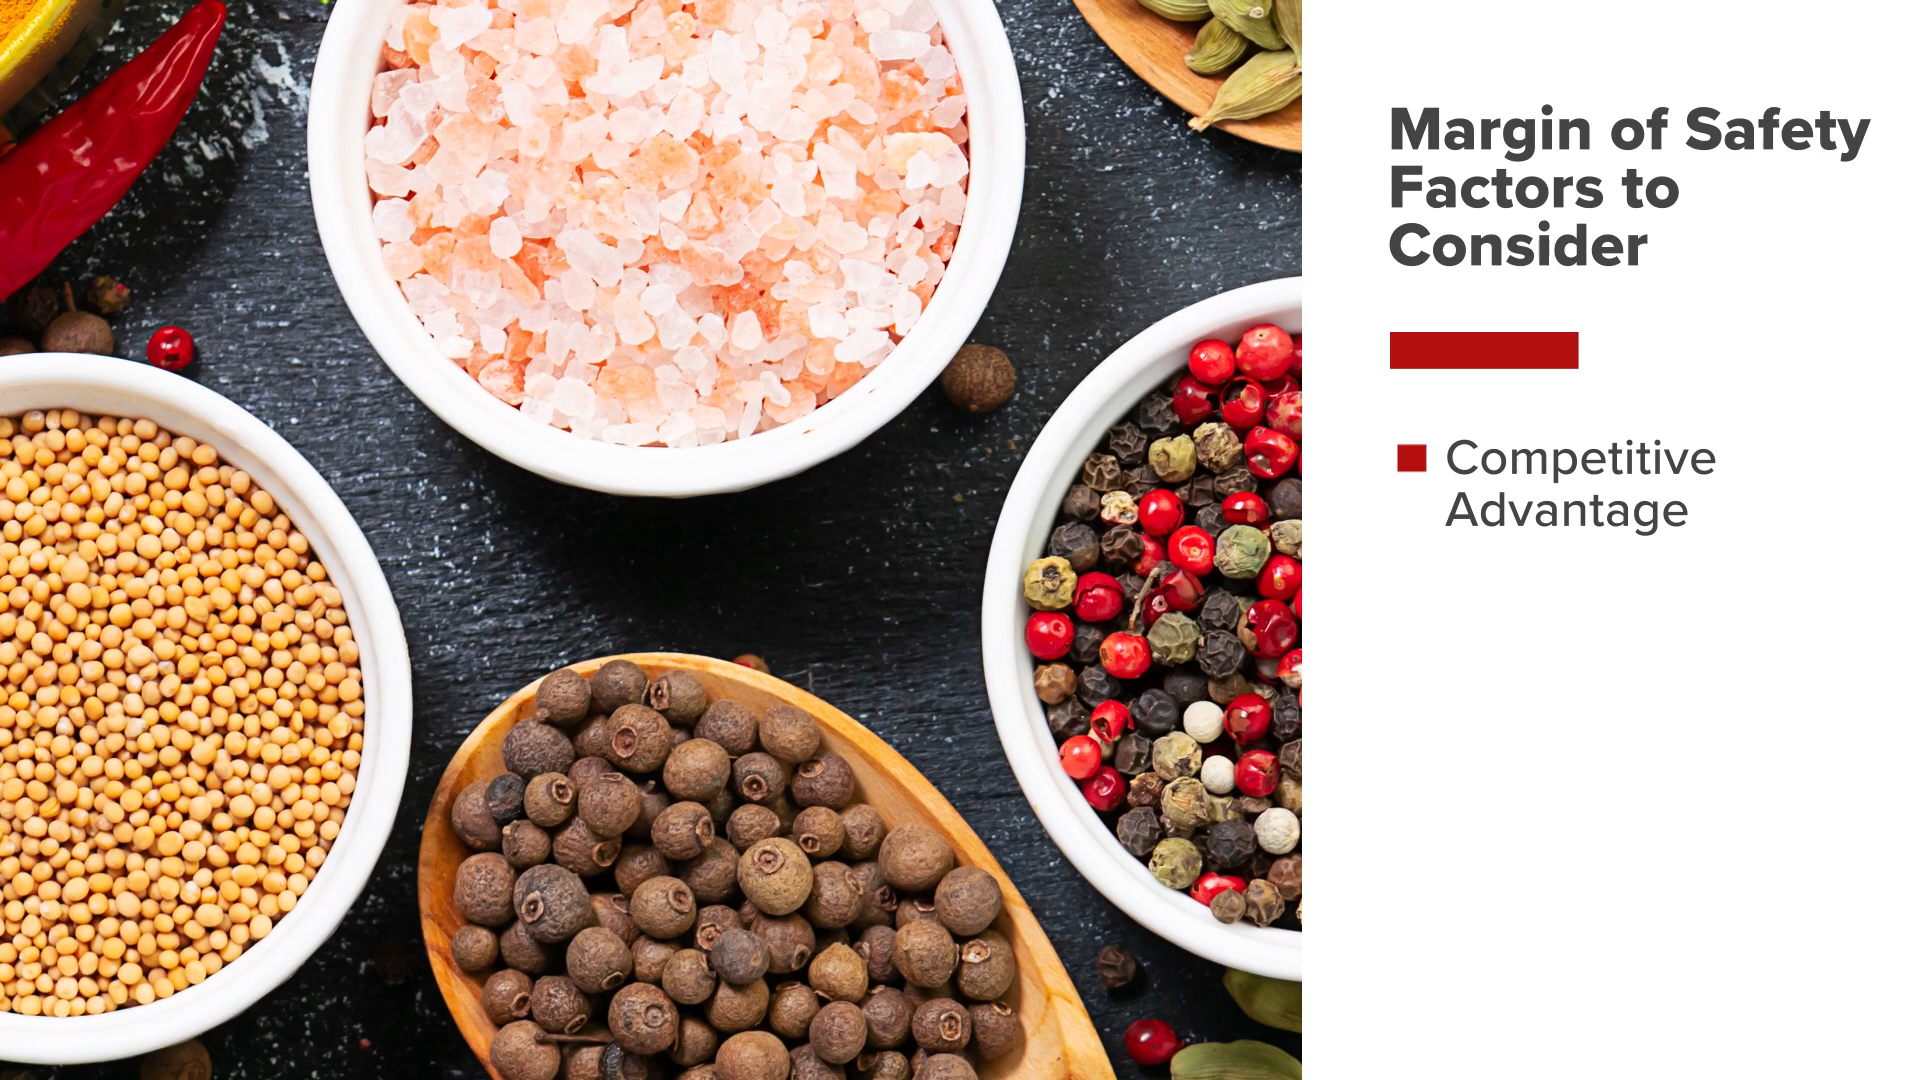 Margin of Safety
Factors to
Consider
Competitive
Advantage